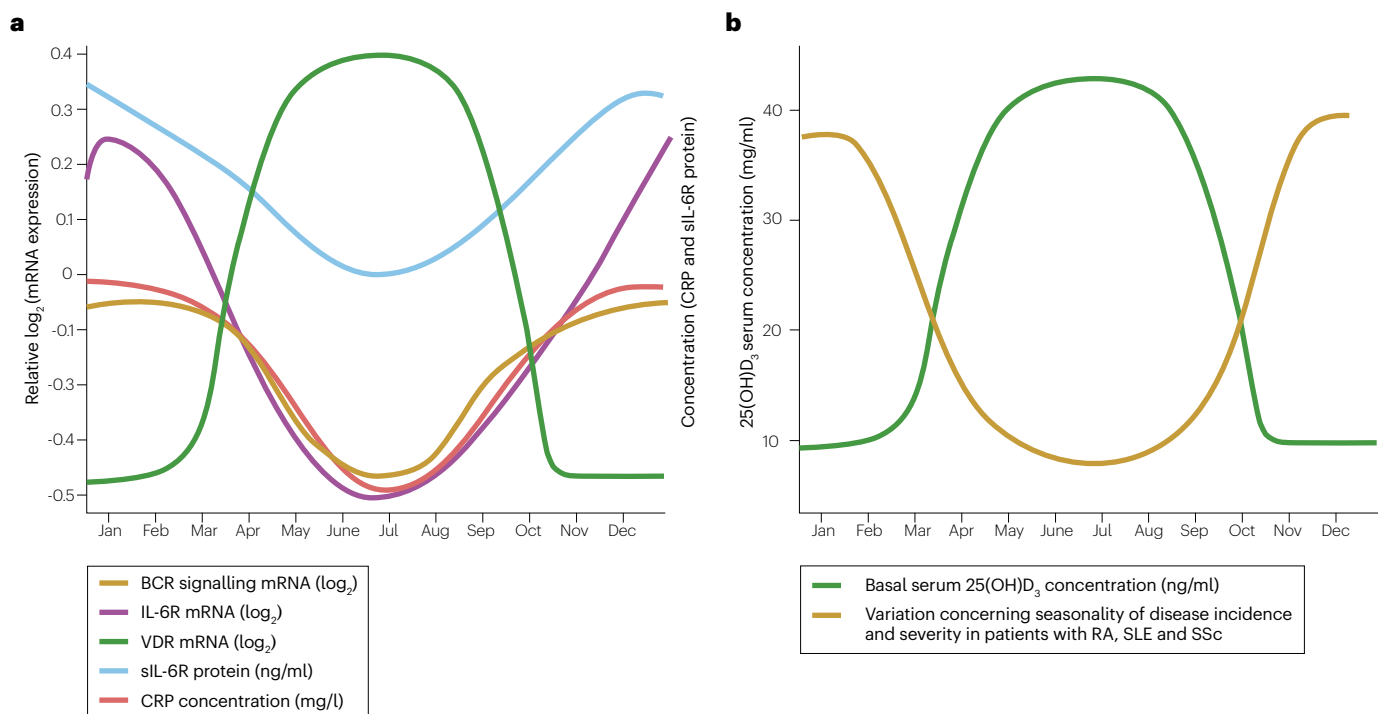 a
Relative log2(mRNA expression)
0.4
0.3
0.2
0.1
0
-0.1
-0.3
-0.4
-0.5
Jan Feb Mar Apr May June Jul Aug Sep Oct Nov Dec
Concentration (CRP and sIL-6R protein)
BCR signalling mRNA (log2)
IL-6R mRNA (log2)
VDR mRNA (log2)
sIL-6R protein (ng/ml)
CRP concentration (mg/l)
b
25(OH)D3 serum concentration (mg/ml)
40
30
20
10
Jan Feb Mar Apr May Jun Jul Aug Sep Oct Nov Dec
Basal serum 25(OH)D3 concentration (ng/ml)
Variation concerning seasonality of disease incidence
and severity in patients with RA, SLE and SSc